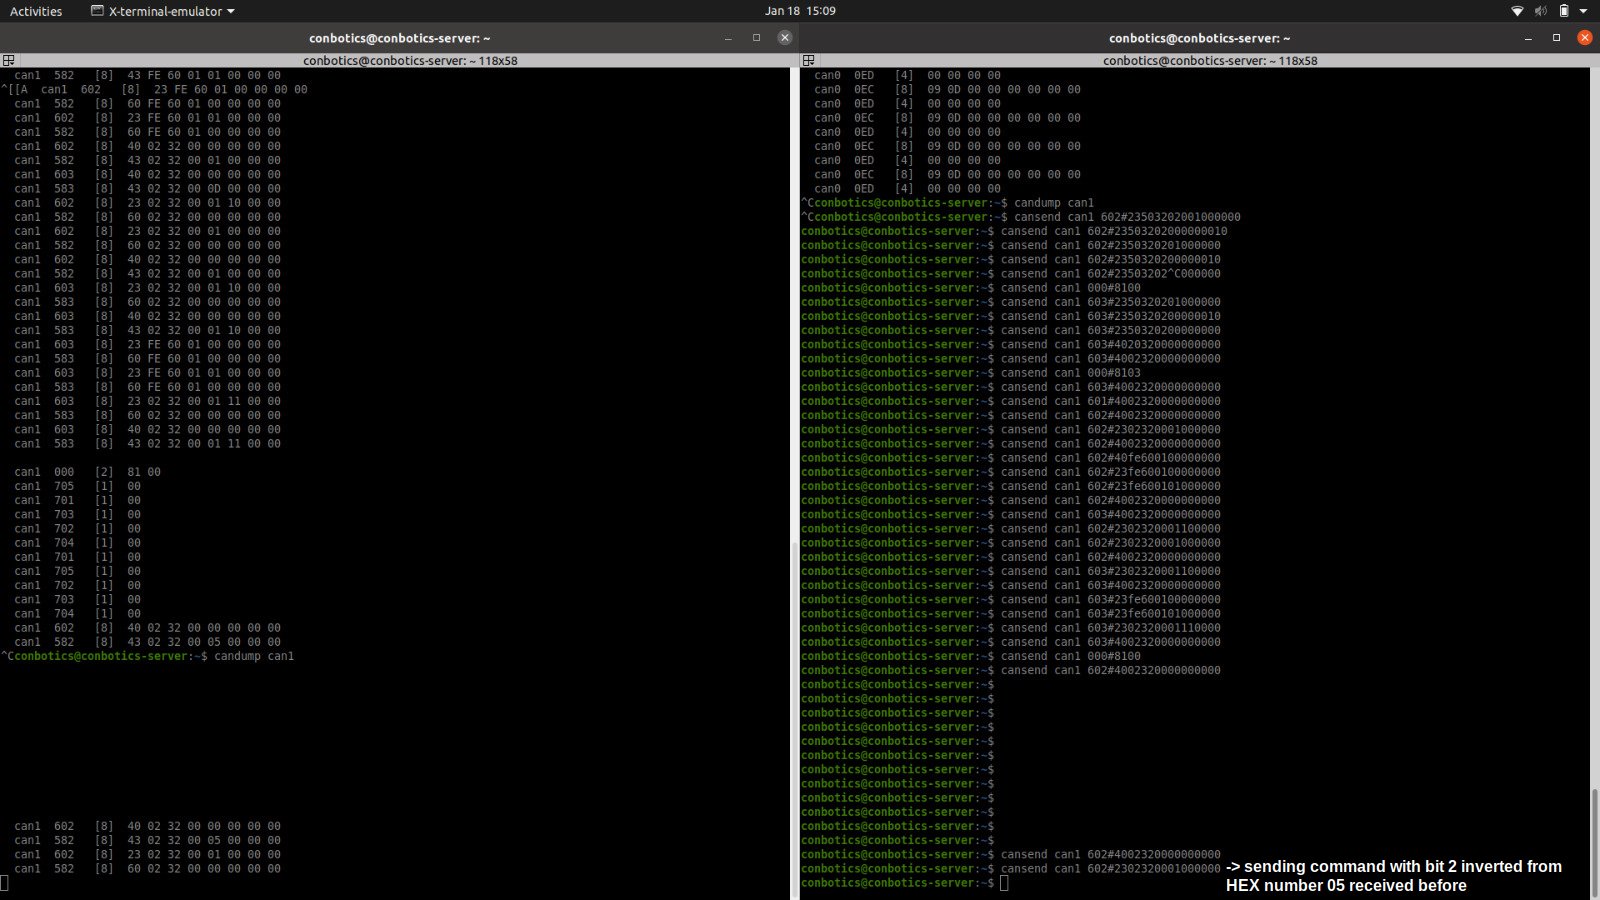 Activities X-terminal-emulator Jan 18 15:09
conbotics@conbotics-server: ~
conbotics@conbotics-server: ~ 118x58
can1 582 [8] 43 FE 60 01 01 00 00 00
^[[A can1 602 [8] 23 FE 60 01 00 00 00 00
can1 582 [8] 60 FE 60 01 00 00 00 00
can1 602 [8] 23 FE 60 01 01 00 00 00
can1 582 [8] 60 FE 60 01 00 00 00 00
can1 602 [8] 40 02 32 00 00 00 00 00
can1 582 [8] 43 02 32 00 01 00 00 00
can1 603 [8] 40 02 32 00 00 00 00 00
can1 583 [8] 43 02 32 00 0D 00 00 00
can1 602 [8] 23 02 32 00 01 10 00 00
can1 582 [8] 60 02 32 00 00 00 00 00
can1 602 [8] 23 02 32 00 01 00 00 00
can1 582 [8] 60 02 32 00 00 00 00 00
can1 602 [8] 40 02 32 00 00 00 00 00
can1 582 [8] 43 02 32 00 01 00 00 00
can1 603 [8] 23 02 32 00 01 10 00 00
can1 583 [8] 60 02 32 00 00 00 00 00
can1 603 [8] 40 02 32 00 00 00 00 00
can1 583 [8] 43 02 32 00 01 10 00 00
can1 603 [8] 23 FE 60 01 00 00 00 00
can1 583 [8] 60 FE 60 01 00 00 00 00
can1 603 [8] 23 FE 60 01 01 00 00 00
can1 583 [8] 60 FE 60 01 00 00 00 00
can1 603 [8] 23 02 32 00 01 11 00 00
can1 583 [8] 60 02 32 00 00 00 00 00
can1 603 [8] 40 02 32 00 00 00 00 00
can1 583 [8] 43 02 32 00 01 11 00 00
can1 000 [2] 81 00
can1 705 [1] 00
can1 701 [1] 00
can1 703 [1] 00
can1 702 [1] 00
can1 704 [1] 00
can1 701 [1] 00
can1 705 [1] 00
can1 702 [1] 00
can1 703 [1] 00
can1 704 [1] 00
can1 602 [8] 40 02 32 00 00 00 00 00
can1 582 [8] 43 02 32 00 05 00 00 00
^Cconbotics@conbotics-server:~$ candump can1
can1 602 [8] 40 02 32 00 00 00 00 00
can1 582 [8] 43 02 32 00 05 00 00 00
can1 602 [8] 23 02 32 00 01 00 00 00
can1 582 [8] 60 02 32 00 00 00 00 00
conbotics@conbotics-server: ~
conbotics@conbotics-server: ~ 118x58
can0 0ED [4] 00 00 00 00
can0 0EC [8] 09 0D 00 00 00 00 00 00
can0 0ED [4] 00 00 00 00
can0 0EC [8] 09 0D 00 00 00 00 00 00
can0 0ED [4] 00 00 00 00
can0 0EC [8] 09 0D 00 00 00 00 00 00
can0 0ED [4] 00 00 00 00
can0 0EC [8] 09 0D 00 00 00 00 00 00
can0 0ED [4] 00 00 00 00
^Cconbotics@conbotics-server:~$ candump can1
^Cconbotics@conbotics-server:~$ cansend can1 602#23503202001000000
conbotics@conbotics-server:~$ cansend can1 602#23503202000000010
conbotics@conbotics-server:~$ cansend can1 602#2350320201000000
conbotics@conbotics-server:~$ cansend can1 602#2350320200000010
conbotics@conbotics-server:~$ cansend can1 602#23503202^C000000
conbotics@conbotics-server:~$ cansend can1 000#8100
conbotics@conbotics-server:~$ cansend can1 603#2350320201000000
conbotics@conbotics-server:~$ cansend can1 603#2350320200000010
conbotics@conbotics-server:~$ cansend can1 603#2350320200000000
conbotics@conbotics-server:~$ cansend can1 603#4020320000000000
conbotics@conbotics-server:~$ cansend can1 603#4002320000000000
conbotics@conbotics-server:~$ cansend can1 000#8103
conbotics@conbotics-server:~$ cansend can1 603#4002320000000000
conbotics@conbotics-server:~$ cansend can1 601#4002320000000000
conbotics@conbotics-server:~$ cansend can1 602#4002320000000000
conbotics@conbotics-server:~$ cansend can1 602#2302320001000000
conbotics@conbotics-server:~$ cansend can1 602#4002320000000000
conbotics@conbotics-server:~$ cansend can1 602#40fe600100000000
conbotics@conbotics-server:~$ cansend can1 602#23fe600100000000
conbotics@conbotics-server:~$ cansend can1 602#23fe600101000000
conbotics@conbotics-server:~$ cansend can1 602#4002320000000000
conbotics@conbotics-server:~$ cansend can1 603#4002320000000000
conbotics@conbotics-server:~$ cansend can1 602#2302320001100000
conbotics@conbotics-server:~$ cansend can1 602#2302320001000000
conbotics@conbotics-server:~$ cansend can1 602#4002320000000000
conbotics@conbotics-server:~$ cansend can1 603#2302320001100000
conbotics@conbotics-server:~$ cansend can1 603#4002320000000000
conbotics@conbotics-server:~$ cansend can1 603#23fe600100000000
conbotics@conbotics-server:~$ cansend can1 603#23fe600101000000
conbotics@conbotics-server:~$ cansend can1 603#2302320001110000
conbotics@conbotics-server:~$ cansend can1 603#4002320000000000
conbotics@conbotics-server:~$ cansend can1 000#8100
conbotics@conbotics-server:~$ cansend can1 602#4002320000000000
conbotics@conbotics-server:~$
conbotics@conbotics-server:~$
conbotics@conbotics-server:~$
conbotics@conbotics-server:~$
conbotics@conbotics-server:~$
conbotics@conbotics-server:~$
conbotics@conbotics-server:~$
conbotics@conbotics-server:~$
conbotics@conbotics-server:~$
conbotics@conbotics-server:~$
conbotics@conbotics-server:~$
conbotics@conbotics-server:~$
conbotics@conbotics-server:~$ cansend can1 602#4002320000000000
conbotics@conbotics-server:~$ cansend can1 602#2302320001000000
conbotics@conbotics-server:~$
-> sending command with bit 2 inverted from
HEX number 05 received before